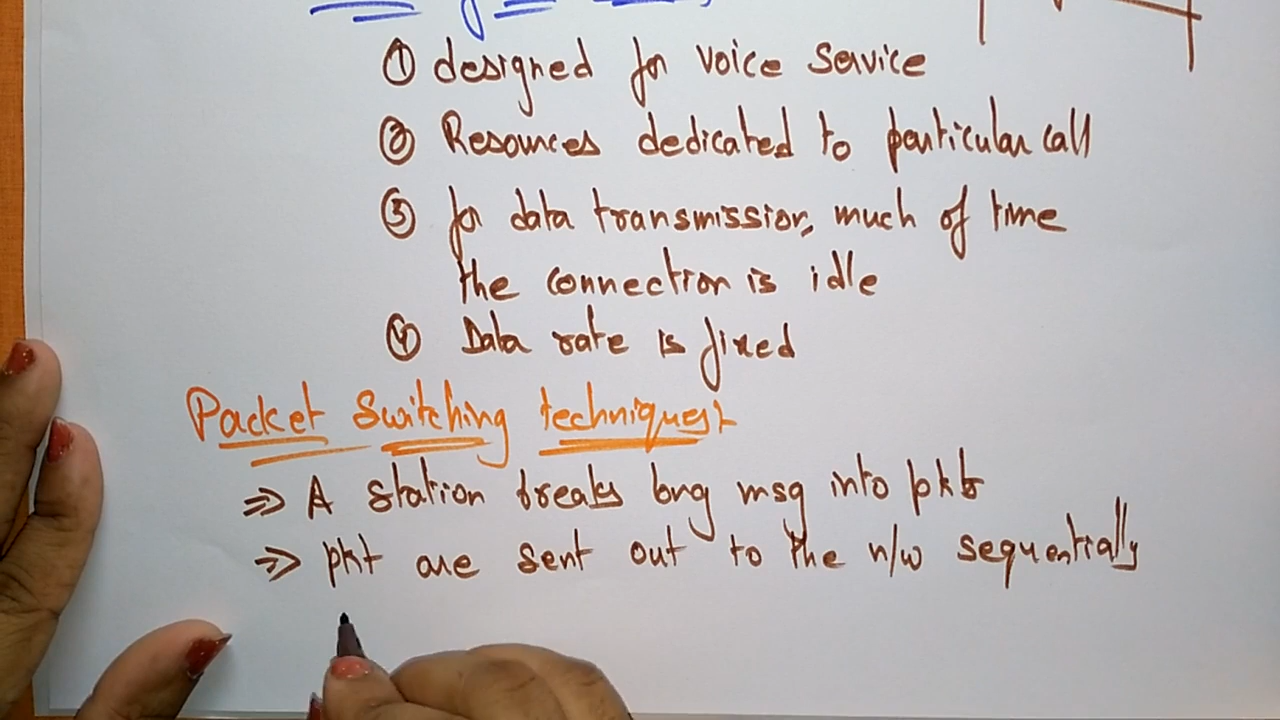 ① designed for voice service
② Resources dedicated to particular call
③ for data transmission, much of time
the connection is idle
④ Data rate is fixed
Packet switching techniques
⇒ A station breaks long msg into pkts
⇒ pkt are sent out to the n/w sequentially